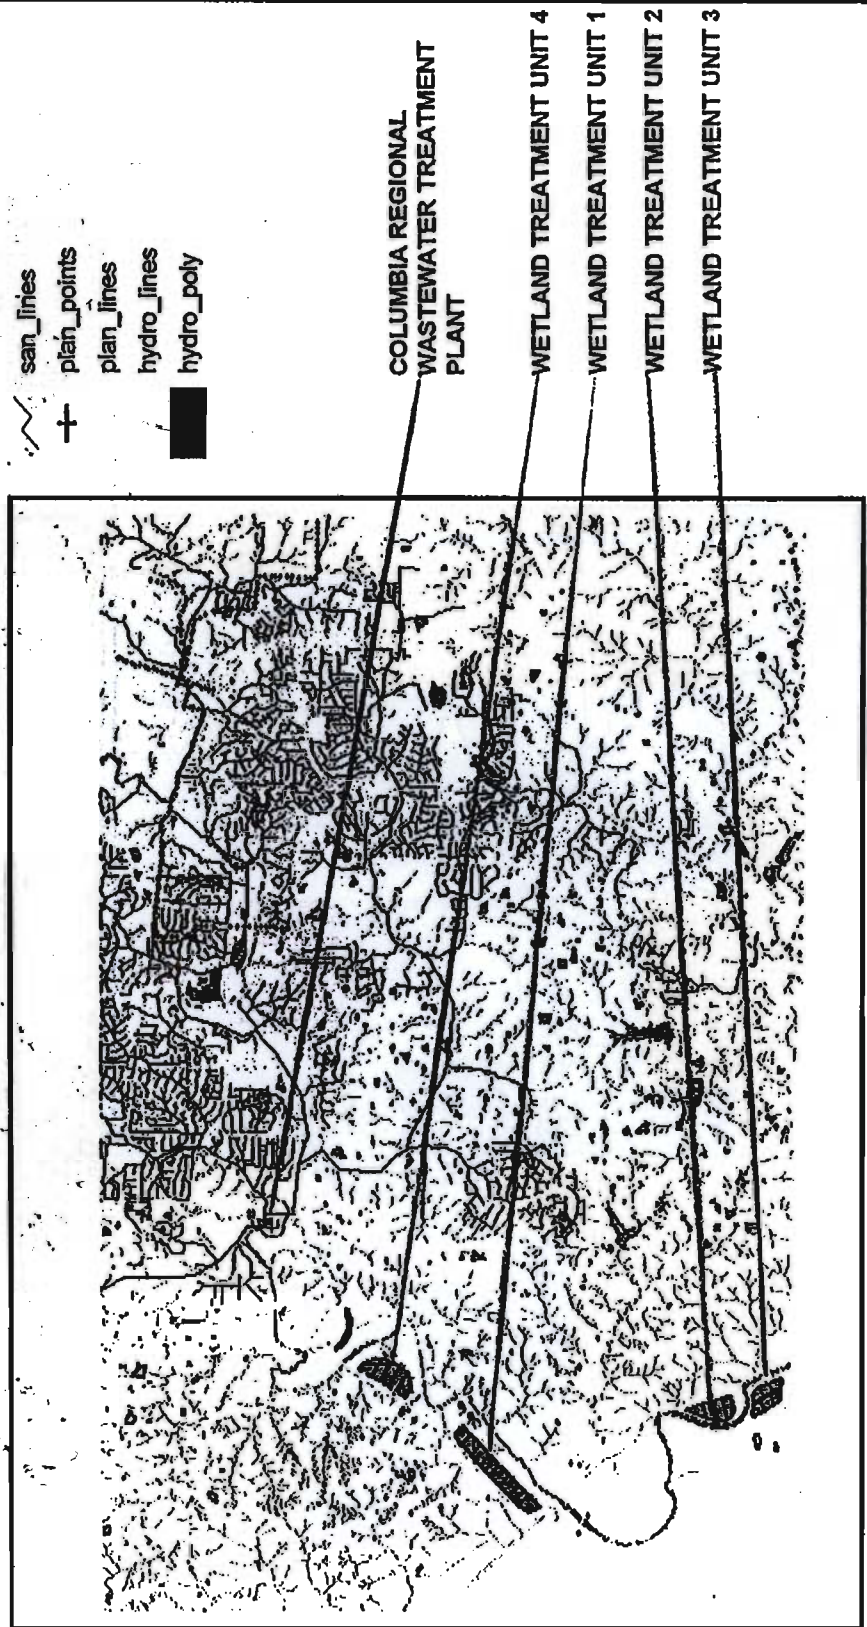 san_lines
plan_points
plan_lines
hydro_lines
hydro_poly
COLUMBIA REGIONAL
WASTEWATER TREATMENT
PLANT
WETLAND TREATMENT UNIT 4
WETLAND TREATMENT UNIT 1
WETLAND TREATMENT UNIT 2
WETLAND TREATMENT UNIT 3